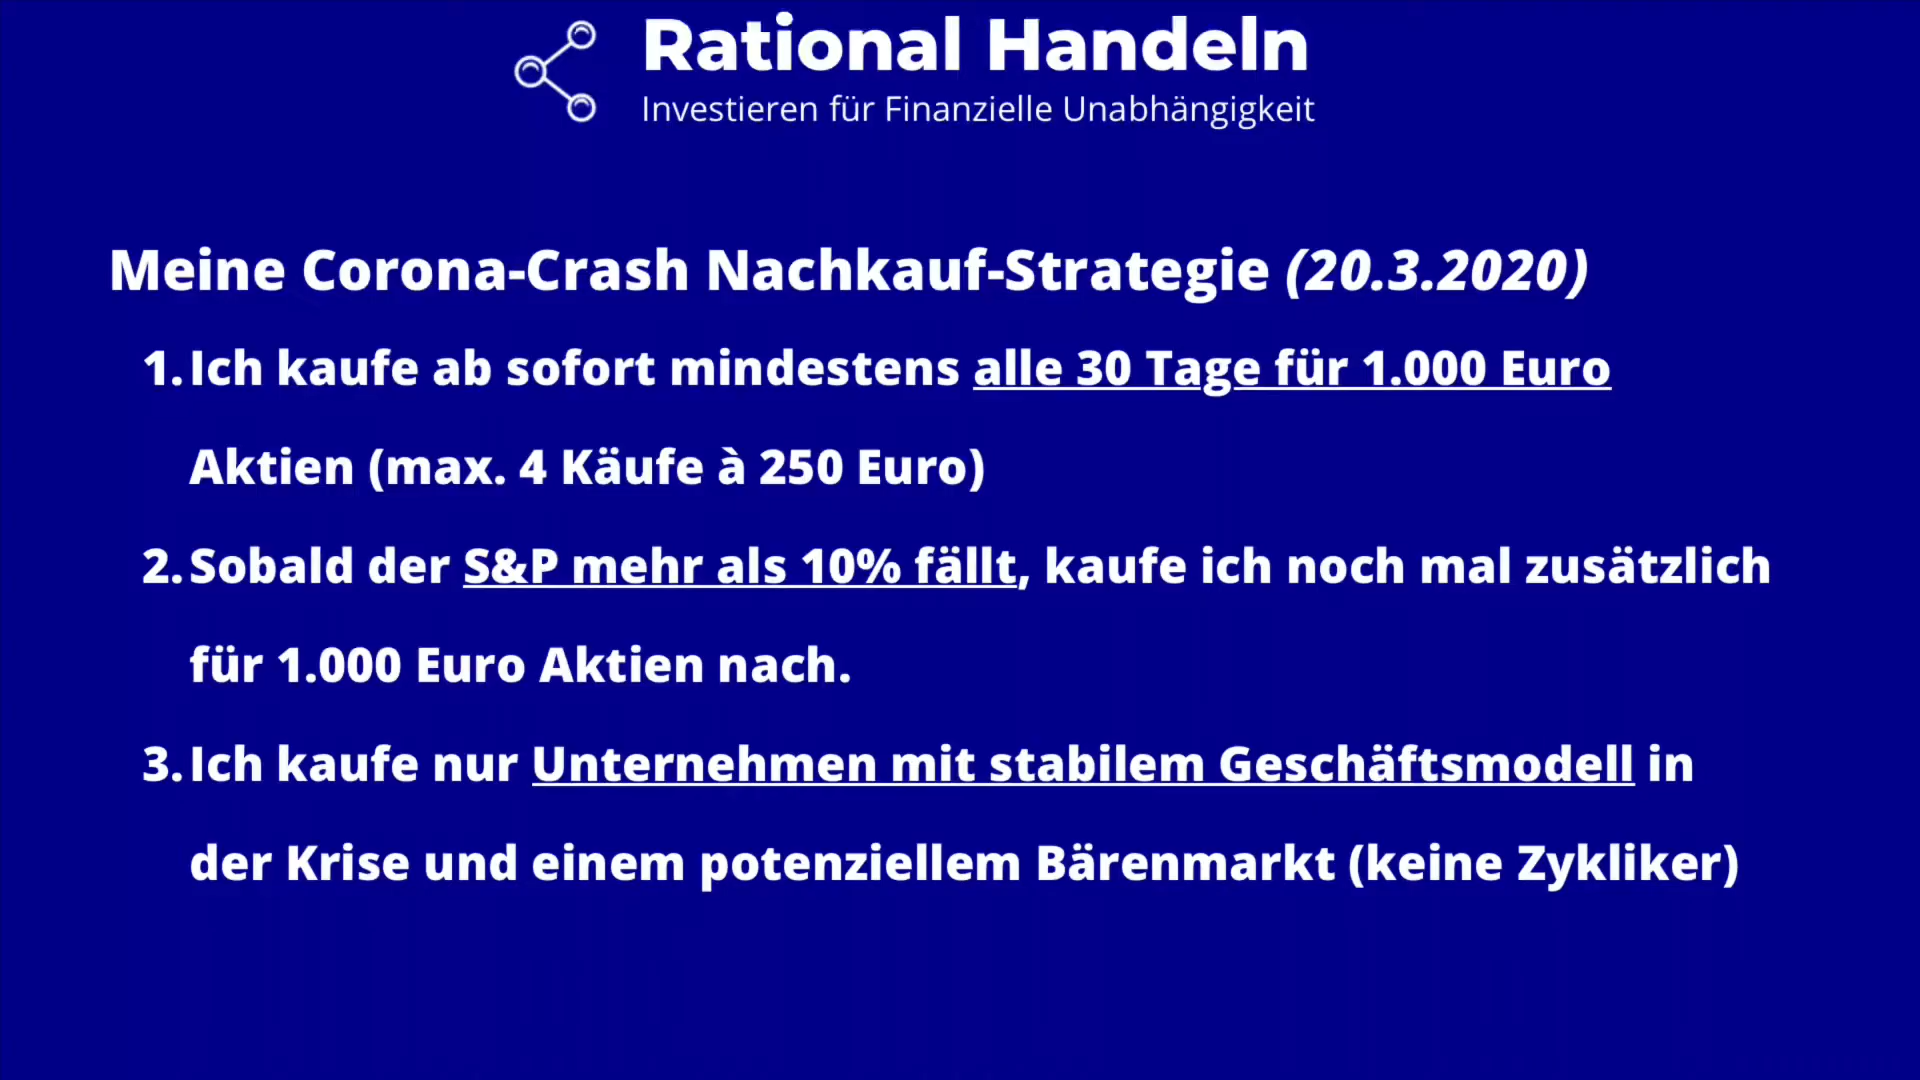 Rational Handeln
Investieren für Finanzielle Unabhängigkeit
Meine Corona-Crash Nachkauf-Strategie (20.3.2020)
1. Ich kaufe ab sofort mindestens alle 30 Tage für 1.000 Euro
Aktien (max. 4 Käufe à 250 Euro)
2. Sobald der S&P mehr als 10% fällt, kaufe ich noch mal zusätzlich
für 1.000 Euro Aktien nach.
3. Ich kaufe nur Unternehmen mit stabilem Geschäftsmodell in
der Krise und einem potenziellem Bärenmarkt (keine Zykliker)